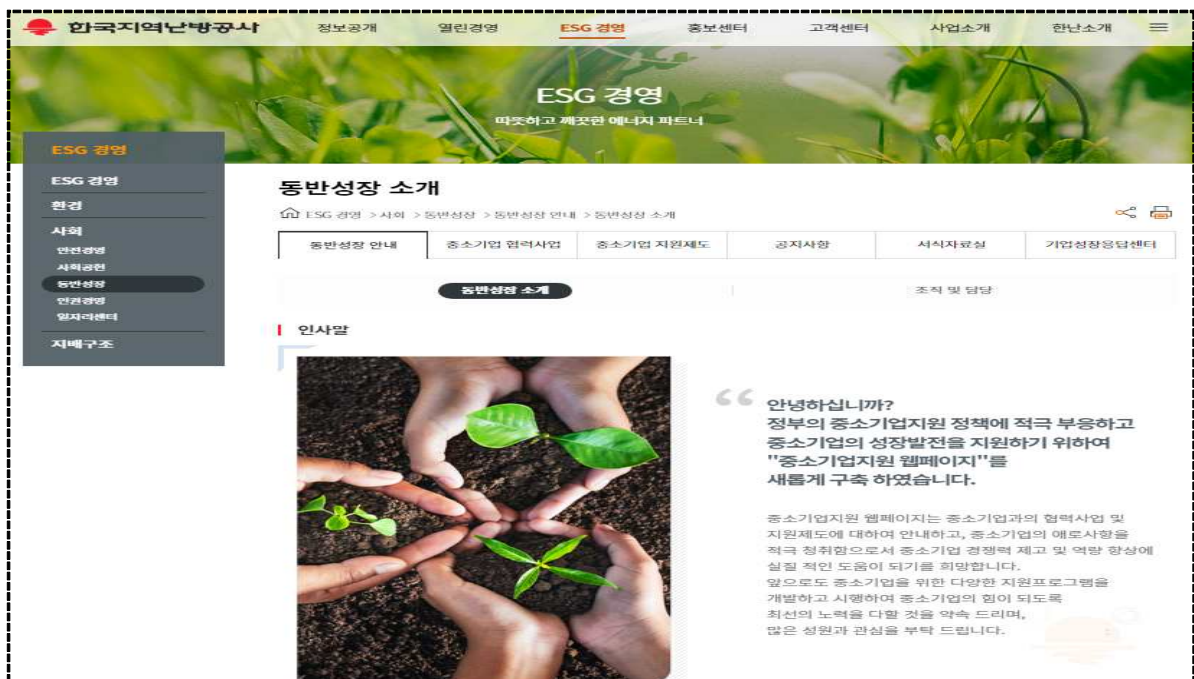 한국지역난방공사
정보공개 열린경영 ESG 경영 홍보센터 고객센터 사업소개 한난소개
ESG 경영
따뜻하고 깨끗한 에너지 파트너
ESG 경영
ESG 경영
환경
사회
안전경영
사회공헌
동반성장
인권경영
일자리센터
지배구조
동반성장 소개
ESG 경영 > 사회 > 동반성장 > 동반성장 안내 > 동반성장 소개
동반성장 안내 중소기업 협력사업 중소기업 지원제도 공지사항 서식자료실 기업성장응답센터
동반성장 소개 조직 및 담당
인사말
안녕하십니까?
정부의 중소기업지원 정책에 적극 부응하고
중소기업의 성장발전을 지원하기 위하여
"중소기업지원 웹페이지"를
새롭게 구축 하였습니다.
중소기업지원 웹페이지는 중소기업과의 협력사업 및
지원제도에 대하여 안내하고, 중소기업의 애로사항을
적극 청취함으로서 중소기업 경쟁력 제고 및 역량 향상에
실질 적인 도움이 되기를 희망합니다.
앞으로도 중소기업을 위한 다양한 지원프로그램을
개발하고 시행하여 중소기업의 힘이 되도록
최선의 노력을 다할 것을 약속 드리며,
많은 성원과 관심을 부탁 드립니다.